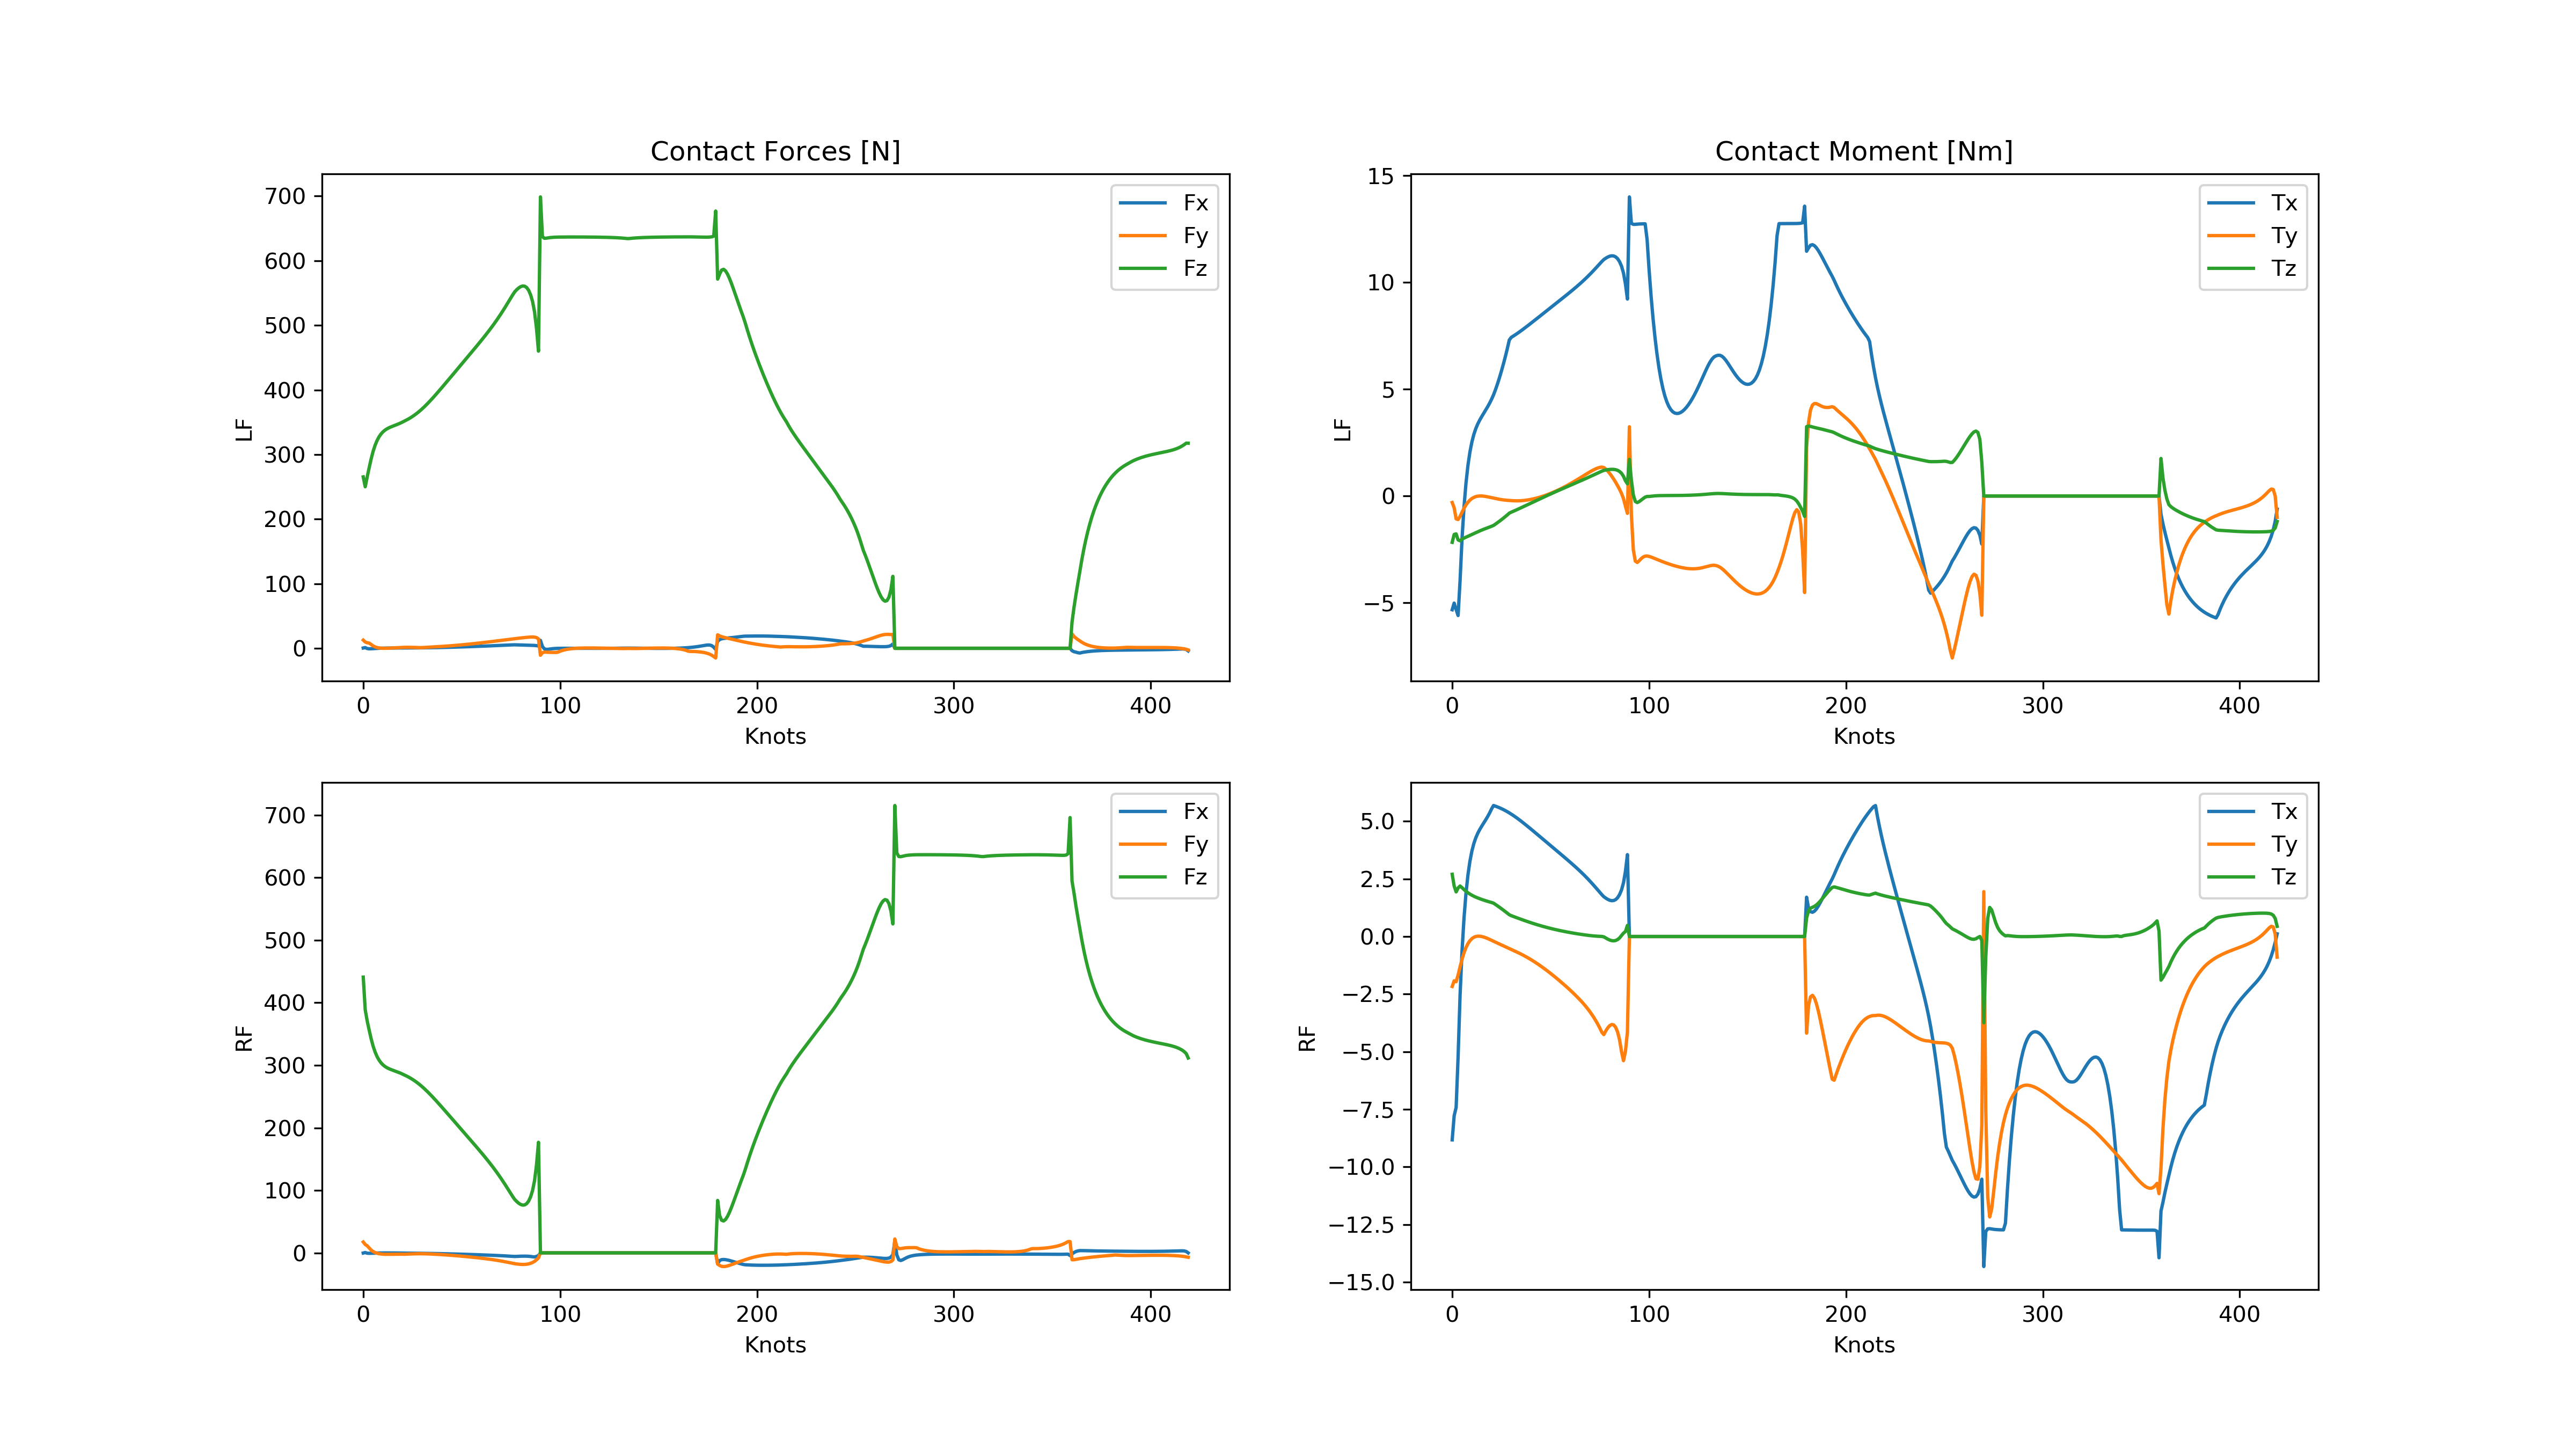 Contact Forces [N]
700
600
500
400
300
200
100
0
LF
Fx
Fy
Fz
0 100 200 300 400
Knots
Contact Moment [Nm]
15
10
5
0
−5
LF
Tx
Ty
Tz
0 100 200 300 400
Knots
700
600
500
400
300
200
100
0
RF
Fx
Fy
Fz
0 100 200 300 400
Knots
5.0
2.5
0.0
−2.5
−5.0
−7.5
−10.0
−12.5
−15.0
RF
Tx
Ty
Tz
0 100 200 300 400
Knots